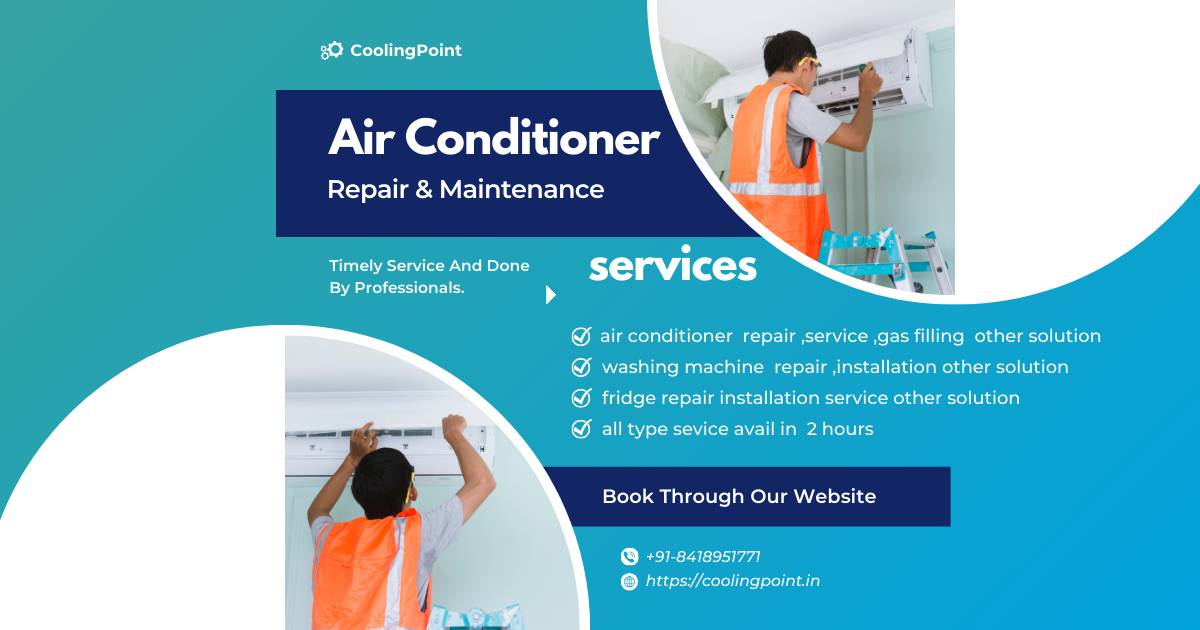 CoolingPoint
Air Conditioner
Repair & Maintenance
Timely Service And Done
By Professionals.
services
air conditioner  repair ,service ,gas filling  other solution
washing machine  repair ,installation other solution
fridge repair installation service other solution
all type sevice avail in  2 hours
Book Through Our Website
+91-8418951771
https://coolingpoint.in